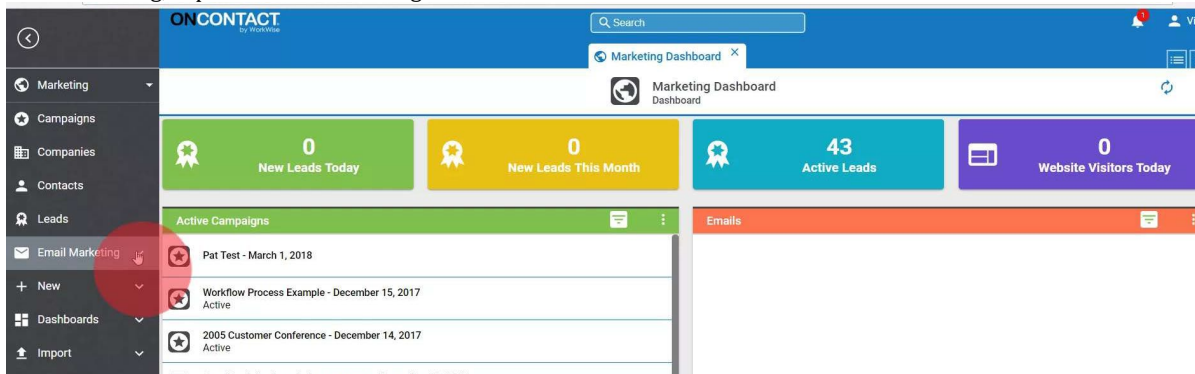 ONCONTACT
by WorkWise
Search
1
Marketing Dashboard
Marketing Dashboard
Dashboard
Marketing
Campaigns
Companies
Contacts
Leads
Email Marketing
New
Dashboards
Import
0
New Leads Today
0
New Leads This Month
43
Active Leads
0
Website Visitors Today
Active Campaigns
Pat Test - March 1, 2018
Workflow Process Example - December 15, 2017
Active
2005 Customer Conference - December 14, 2017
Active
Emails